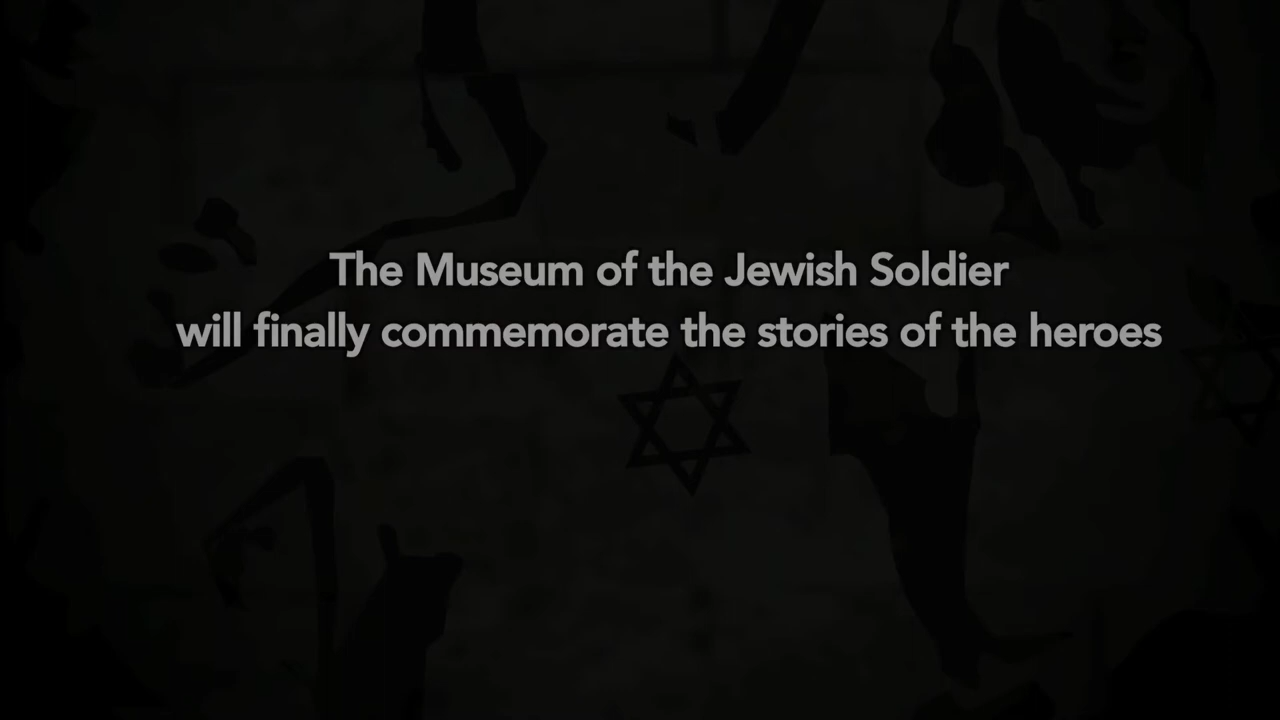 The Museum of the Jewish Soldier
will finally commemorate the stories of the heroes